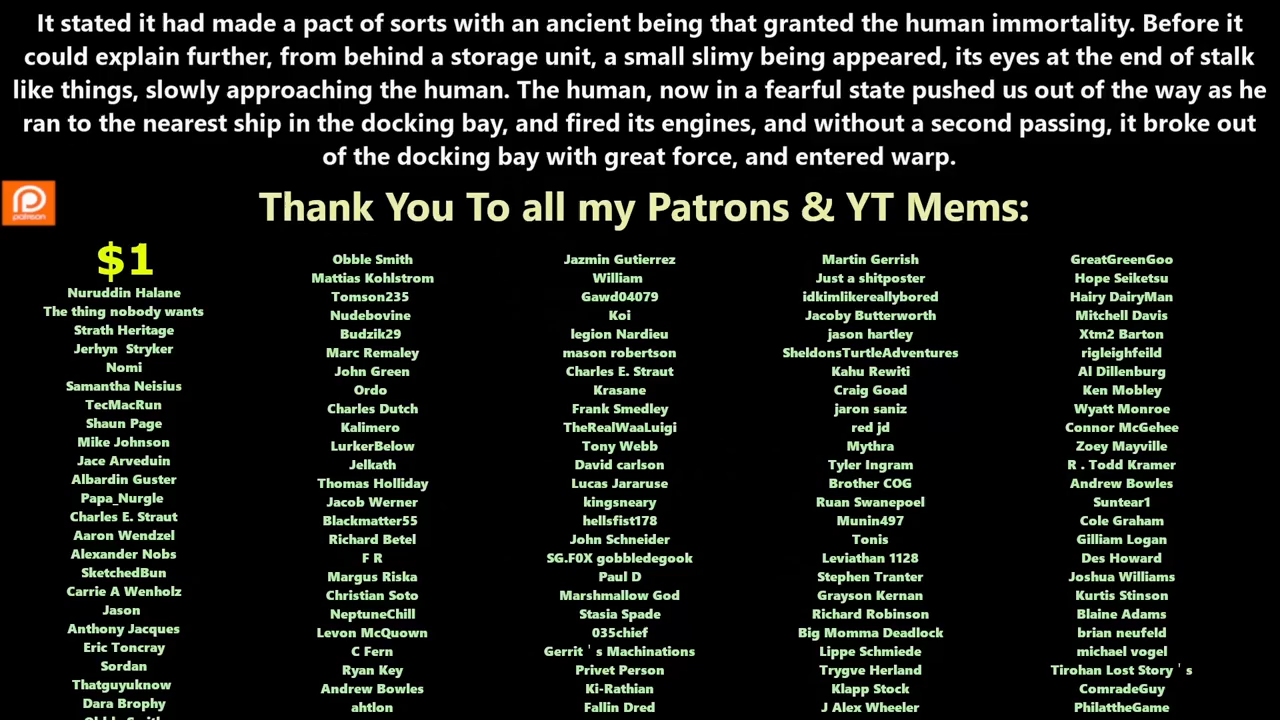 It stated it had made a pact of sorts with an ancient being that granted the human immortality. Before it
could explain further, from behind a storage unit, a small slimy being appeared, its eyes at the end of stalk
like things, slowly approaching the human. The human, now in a fearful state pushed us out of the way as he
ran to the nearest ship in the docking bay, and fired its engines, and without a second passing, it broke out
of the docking bay with great force, and entered warp.
patreon
Thank You To all my Patrons & YT Mems:
$1
Nuruddin Halane
The thing nobody wants
Strath Heritage
Jerhyn Stryker
Nomi
Samantha Neisius
TecMacRun
Shaun Page
Mike Johnson
Jace Arveduin
Albardin Guster
Papa_Nurgle
Charles E. Straut
Aaron Wendzel
Alexander Nobs
SketchedBun
Carrie A Wenholz
Jason
Anthony Jacques
Eric Toncray
Sordan
Thatguyuknow
Dara Brophy
Obble Smith
Obble Smith
Mattias Kohlstrom
Tomson235
Nudebovine
Budzik29
Marc Remaley
John Green
Ordo
Charles Dutch
Kalimero
LurkerBelow
Jelkath
Thomas Holliday
Jacob Werner
Blackmatter55
Richard Betel
F R
Margus Riska
Christian Soto
NeptuneChill
Levon McQuown
C Fern
Ryan Key
Andrew Bowles
ahtlon
Jazmin Gutierrez
William
Gawd04079
Koi
legion Nardieu
mason robertson
Charles E. Straut
Krasane
Frank Smedley
TheRealWaaLuigi
Tony Webb
David carlson
Lucas Jararuse
kingsneary
hellsfist178
John Schneider
SG.F0X gobbledegook
Paul D
Marshmallow God
Stasia Spade
035chief
Gerrit ' s Machinations
Privet Person
Ki-Rathian
Fallin Dred
Martin Gerrish
Just a shitposter
idkimlikereallybored
Jacoby Butterworth
jason hartley
SheldonsTurtleAdventures
Kahu Rewiti
Craig Goad
jaron saniz
red jd
Mythra
Tyler Ingram
Brother COG
Ruan Swanepoel
Munin497
Tonis
Leviathan 1128
Stephen Tranter
Grayson Kernan
Richard Robinson
Big Momma Deadlock
Lippe Schmiede
Trygve Herland
Klapp Stock
J Alex Wheeler
GreatGreenGoo
Hope Seiketsu
Hairy DairyMan
Mitchell Davis
Xtm2 Barton
rigleighfeild
Al Dillenburg
Ken Mobley
Wyatt Monroe
Connor McGehee
Zoey Mayville
R . Todd Kramer
Andrew Bowles
Suntear1
Cole Graham
Gilliam Logan
Des Howard
Joshua Williams
Kurtis Stinson
Blaine Adams
brian neufeld
michael vogel
Tirohan Lost Story ' s
ComradeGuy
PhilattheGame